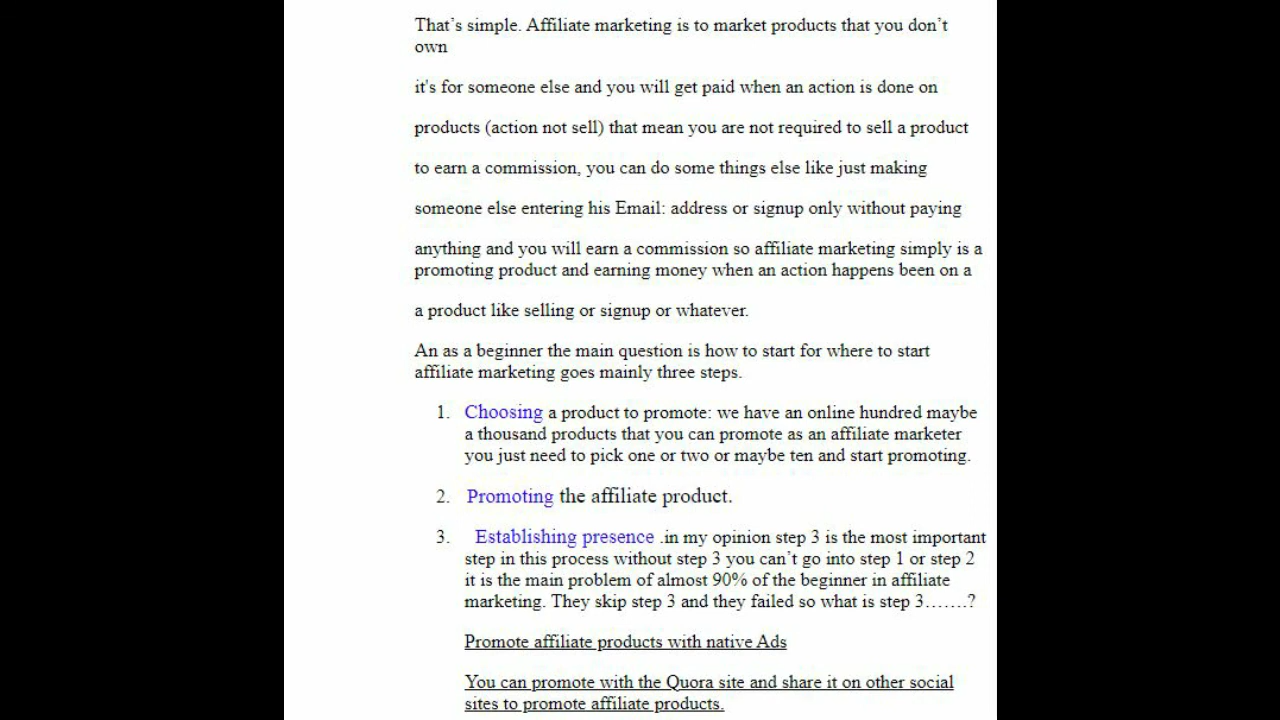 That’s simple. Affiliate marketing is to market products that you don’t
own
it's for someone else and you will get paid when an action is done on
products (action not sell) that mean you are not required to sell a product
to earn a commission, you can do some things else like just making
someone else entering his Email: address or signup only without paying
anything and you will earn a commission so affiliate marketing simply is a
promoting product and earning money when an action happens been on a
a product like selling or signup or whatever.
An as a beginner the main question is how to start for where to start
affiliate marketing goes mainly three steps.
1. Choosing a product to promote: we have an online hundred maybe
a thousand products that you can promote as an affiliate marketer
you just need to pick one or two or maybe ten and start promoting.
2. Promoting the affiliate product.
3. Establishing presence .in my opinion step 3 is the most important
step in this process without step 3 you can’t go into step 1 or step 2
it is the main problem of almost 90% of the beginner in affiliate
marketing. They skip step 3 and they failed so what is step 3…….?
Promote affiliate products with native Ads
You can promote with the Quora site and share it on other social
sites to promote affiliate products.